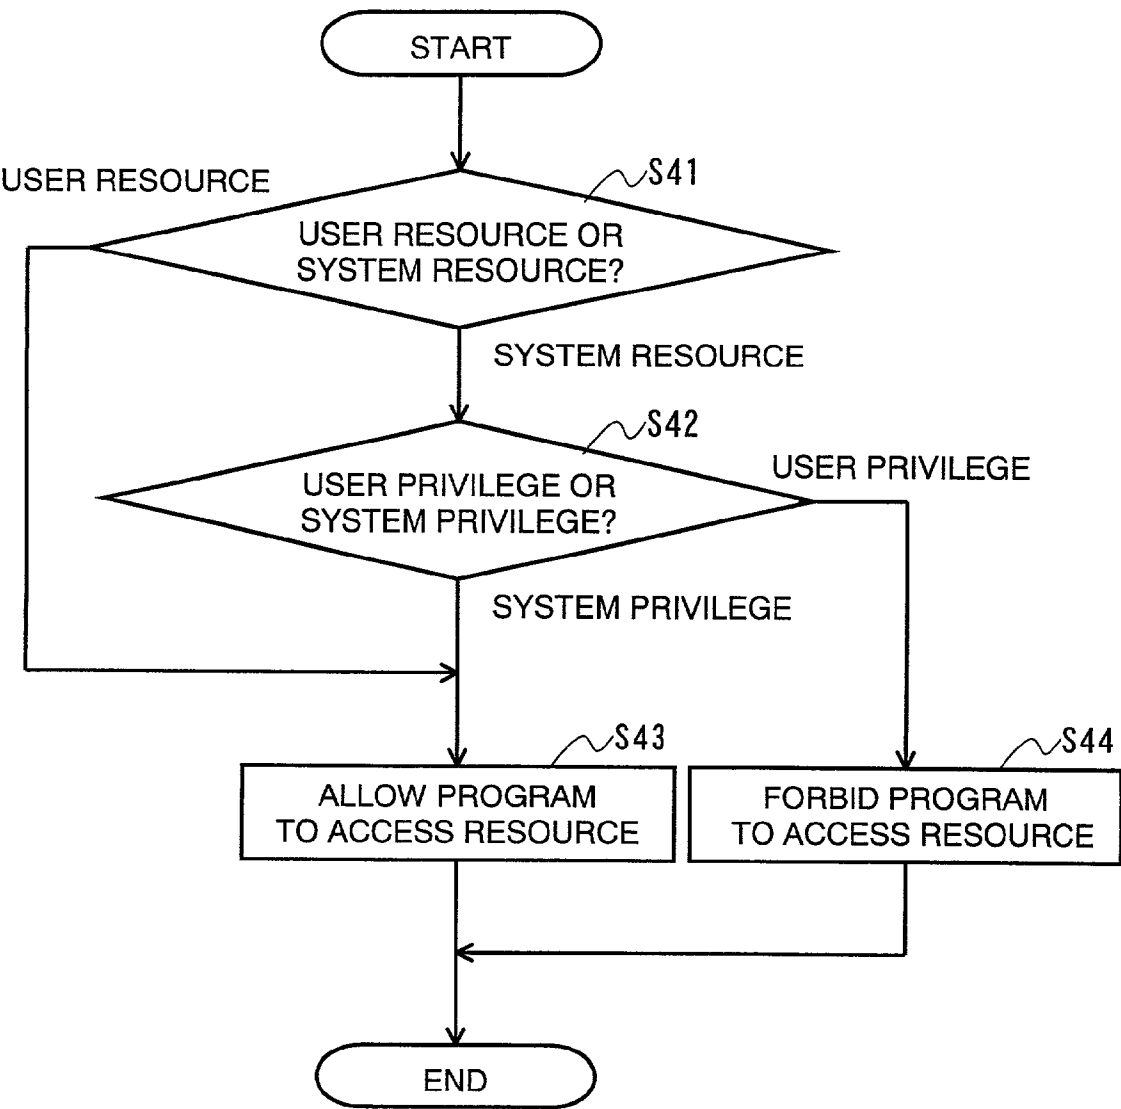 START
USER RESOURCE
S41
USER RESOURCE OR
SYSTEM RESOURCE?
SYSTEM RESOURCE
S42
USER PRIVILEGE
USER PRIVILEGE OR
SYSTEM PRIVILEGE?
SYSTEM PRIVILEGE
S43
S44
ALLOW PROGRAM
TO ACCESS RESOURCE
FORBID PROGRAM
TO ACCESS RESOURCE
END